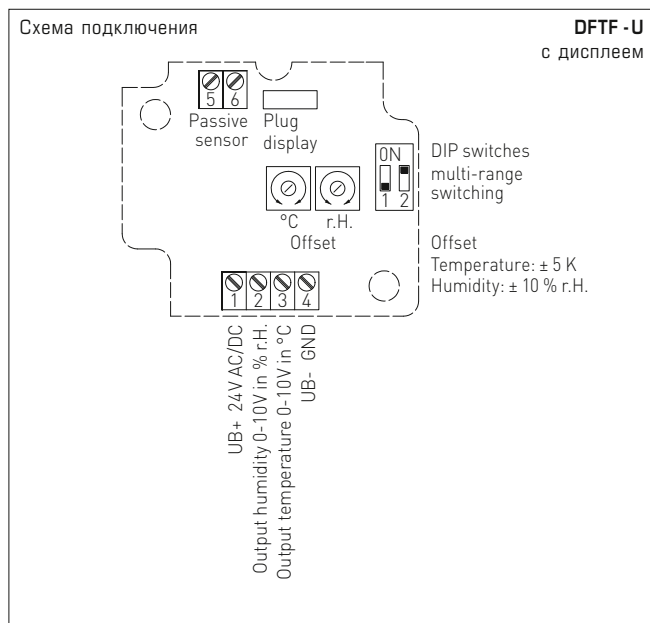 Схема подключения
DFTF -U
с дисплеем
5 6
Passive
sensor
Plug
display
ON
1 2
DIP switches
multi-range
switching
°C
r.H.
Offset
Offset
Temperature: ± 5 K
Humidity: ± 10 % r.H.
1 2 3 4
UB+ 24V AC/DC
Output humidity 0-10V in % r.H.
Output temperature 0-10V in °C
UB- GND